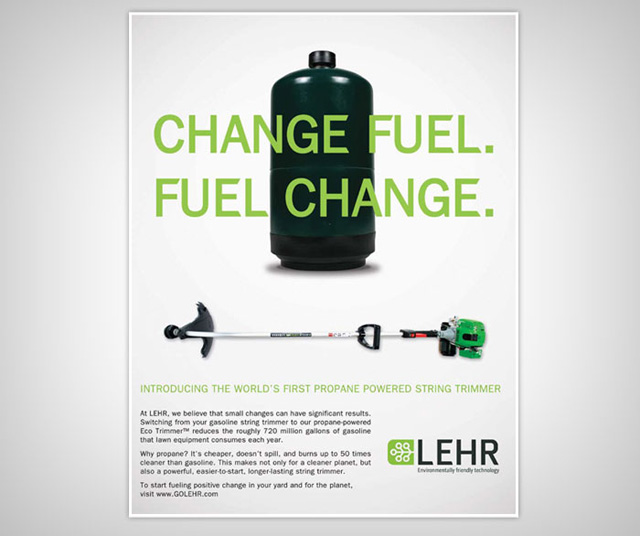 CHANGE FUEL.
FUEL CHANGE.
INTRODUCING THE WORLD'S FIRST PROPANE POWERED STRING TRIMMER
At LEHR, we believe that small changes can have significant results.
Switching from your gasoline string trimmer to our propane-powered
Eco Trimmer™ reduces the roughly 720 million gallons of gasoline
that lawn equipment consumes each year.
Why propane? It's cheaper, doesn't spill, and burns up to 50 times
cleaner than gasoline. This makes not only for a cleaner planet, but
also a powerful, easier-to-start, longer-lasting string trimmer.
To start fueling positive change in your yard and for the planet,
visit www.GOLEHR.com
LEHR
Environmentally friendly technology